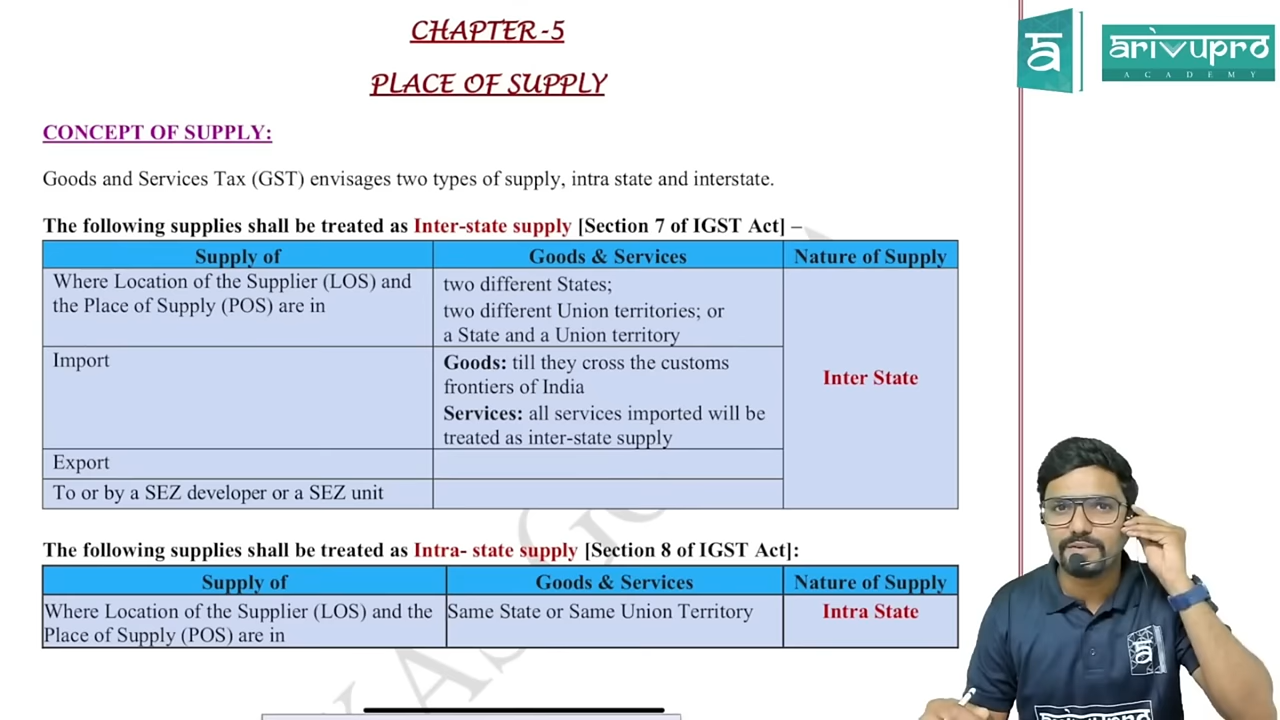 CHAPTER-5
PLACE OF SUPPLY
CONCEPT OF SUPPLY:
Goods and Services Tax (GST) envisages two types of supply, intra state and interstate.
The following supplies shall be treated as Inter-state supply [Section 7 of IGST Act] –
Supply of Goods & Services Nature of Supply
Where Location of the Supplier (LOS) and
the Place of Supply (POS) are in
two different States;
two different Union territories; or
a State and a Union territory
Import
Goods: till they cross the customs
frontiers of India
Services: all services imported will be
treated as inter-state supply
Export
To or by a SEZ developer or a SEZ unit
Inter State
The following supplies shall be treated as Intra- state supply [Section 8 of IGST Act]:
Supply of Goods & Services Nature of Supply
Where Location of the Supplier (LOS) and the
Place of Supply (POS) are in
Same State or Same Union Territory
Intra State
arivupro
ACADEMY